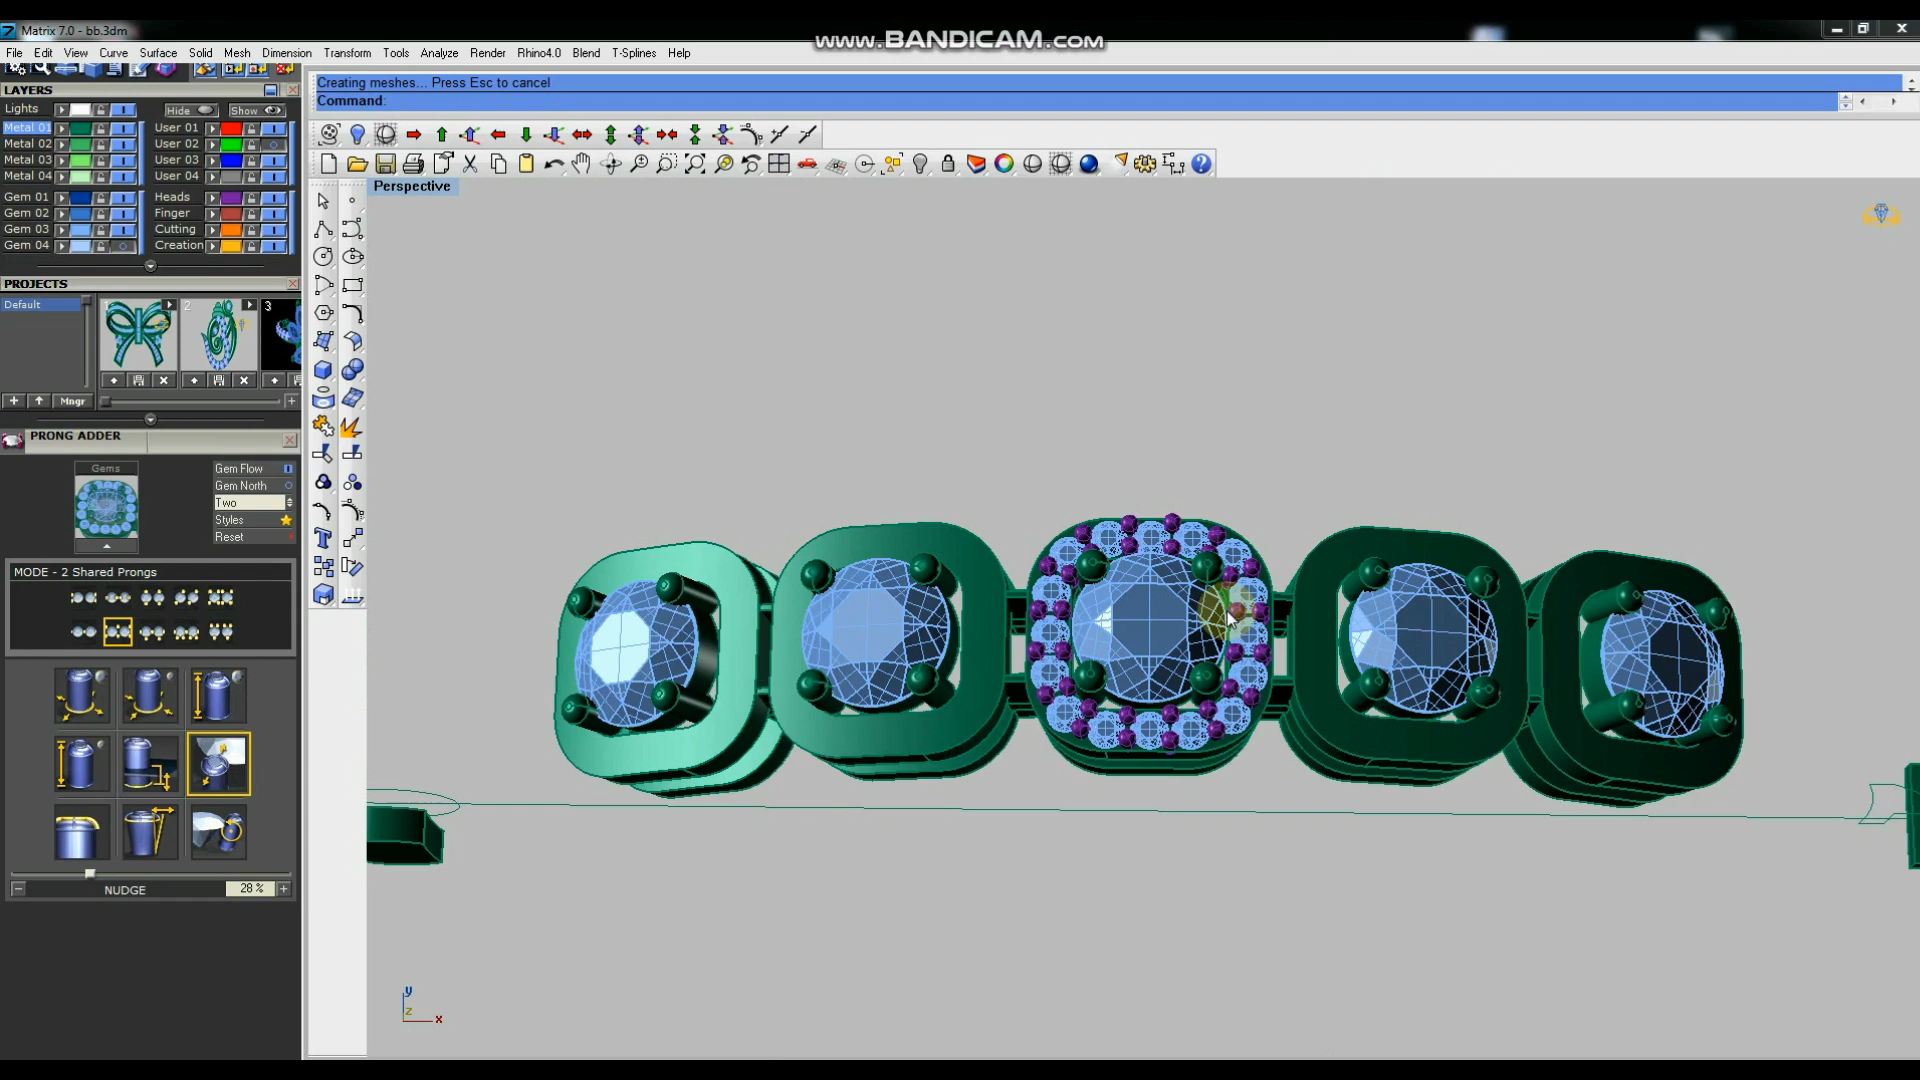 Matrix 7.0 - bb.3dm
www.BANDICAM.com
File Edit View Curve Surface Solid Mesh Dimension Transform Tools Analyze Render Rhino4.0 Blend T-Splines Help
Creating meshes... Press Esc to cancel
Command:
LAYERS
Lights Hide Show
Metal 01 User 01
Metal 02 User 02
Metal 03 User 03
Metal 04 User 04
Gem 01 Heads
Gem 02 Finger
Gem 03 Cutting
Gem 04 Creation
Perspective
PROJECTS
Default
1 2 3
Mngr
PRONG ADDER
Gems
Gem Flow
Gem North
Two
Styles
Reset
MODE - 2 Shared Prongs
NUDGE 28 %
y
z
x